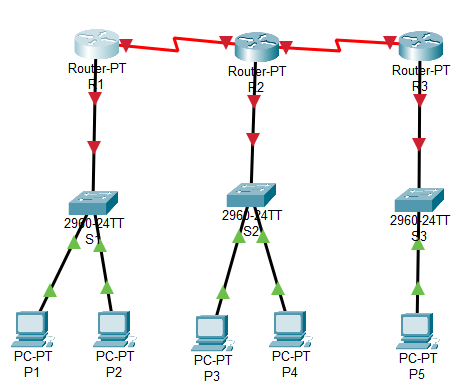 Router-PT
R1
Router-PT
R2
Router-PT
R3
2960-24TT
S1
2960-24TT
S2
2960-24TT
S3
PC-PT
P1
PC-PT
P2
PC-PT
P3
PC-PT
P4
PC-PT
P5